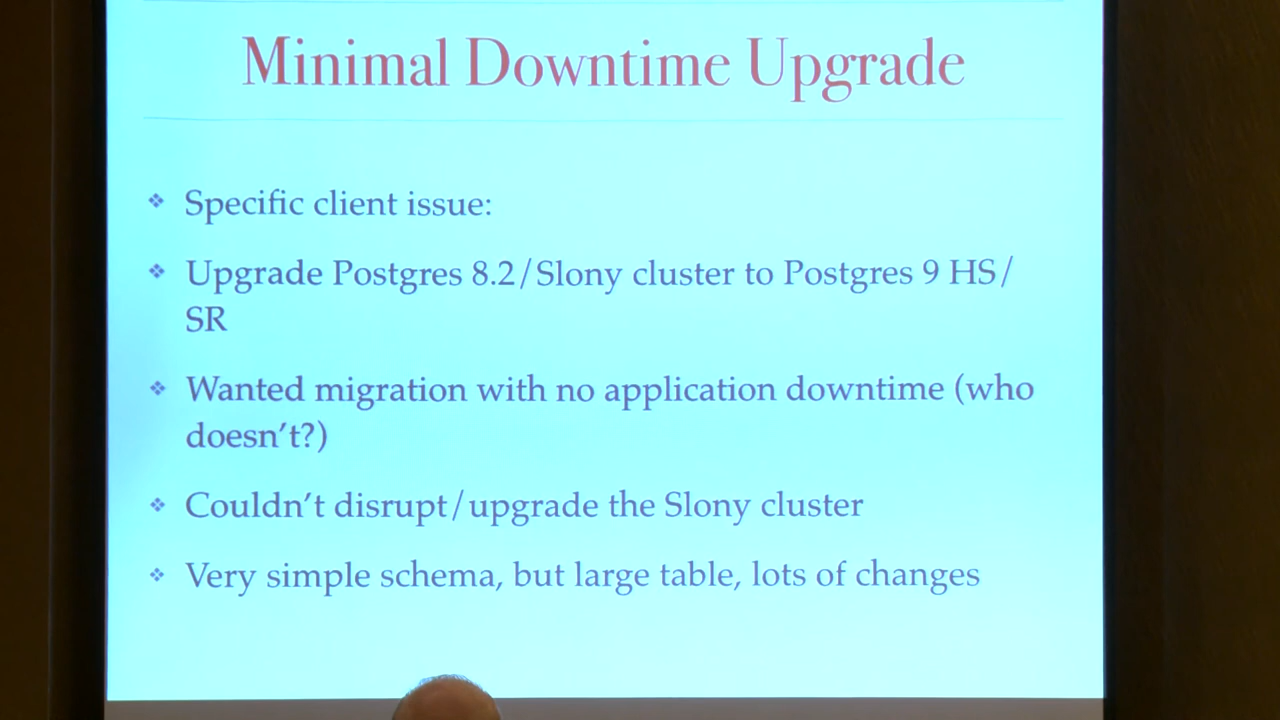 Minimal Downtime Upgrade
❖ Specific client issue:
❖ Upgrade Postgres 8.2/Slony cluster to Postgres 9 HS/
SR
❖ Wanted migration with no application downtime (who
doesn't?)
❖ Couldn't disrupt/upgrade the Slony cluster
❖ Very simple schema, but large table, lots of changes